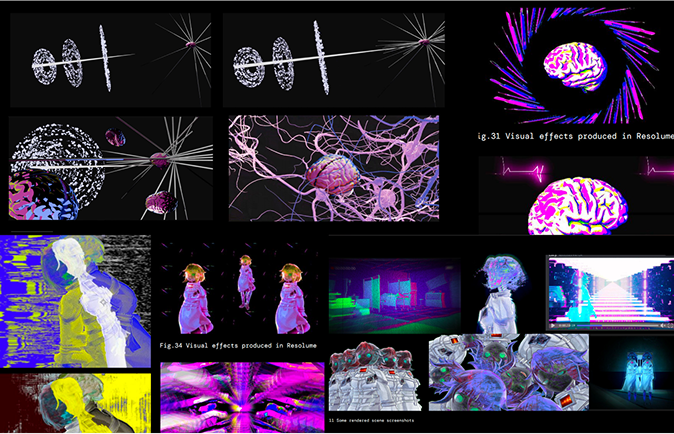 ig.31 Visual effects produced in Resolume
Fig.34 Visual effects produced in Resolume
11 Some rendered scene screenshots